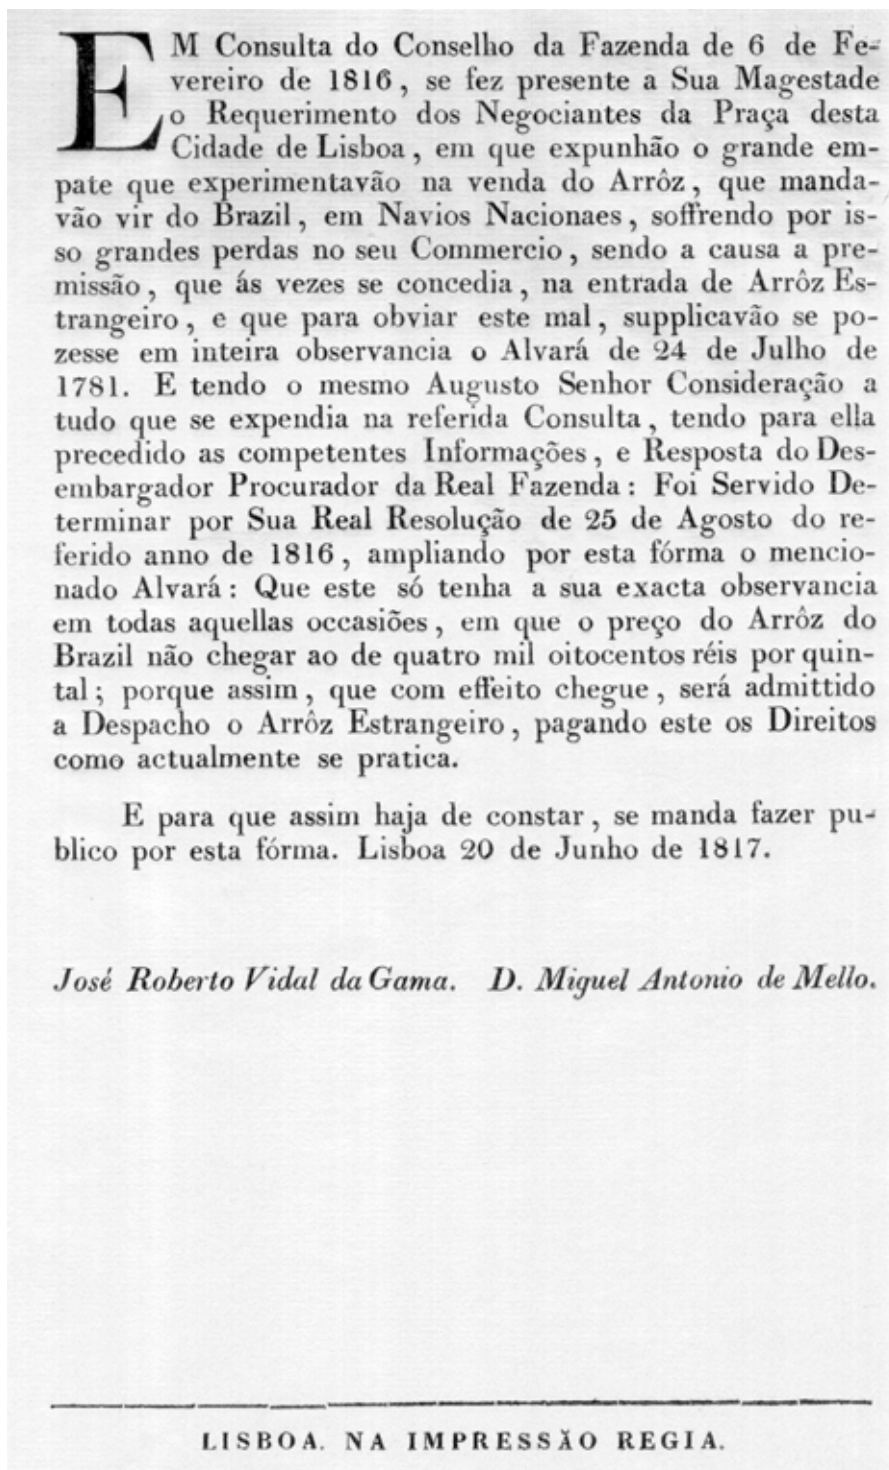 EM Consulta do Conselho da Fazenda de 6 de Fe-
vereiro de 1816, se fez presente a Sua Magestade
o Requerimento dos Negociantes da Praça desta
Cidade de Lisboa, em que expunhão o grande em-
pate que experimentavão na venda do Arrôz, que manda-
vão vir do Brazil, em Navios Nacionaes, soffrendo por is-
so grandes perdas no seu Commercio, sendo a causa a pre-
missão, que ás vezes se concedia, na entrada de Arrôz Es-
trangeiro, e que para obviar este mal, supplicavão se po-
zesse em inteira observancia o Alvará de 24 de Julho de
1781. E tendo o mesmo Augusto Senhor Consideração a
tudo que se expendia na referida Consulta, tendo para ella
precedido as competentes Informações, e Resposta do Des-
embargador Procurador da Real Fazenda: Foi Servido De-
terminar por Sua Real Resolução de 25 de Agosto do re-
ferido anno de 1816, ampliando por esta fórma o mencio-
nado Alvará: Que este só tenha a sua exacta observancia
em todas aquellas occasiões, em que o preço do Arrôz do
Brazil não chegar ao de quatro mil oitocentos réis por quin-
tal; porque assim, que com effeito chegue, será admittido
a Despacho o Arrôz Estrangeiro, pagando este os Direitos
como actualmente se pratica.
E para que assim haja de constar, se manda fazer pu-
blico por esta fórma. Lisboa 20 de Junho de 1817.
José Roberto Vidal da Gama. D. Miguel Antonio de Mello.
LISBOA. NA IMPRESSÃO REGIA.